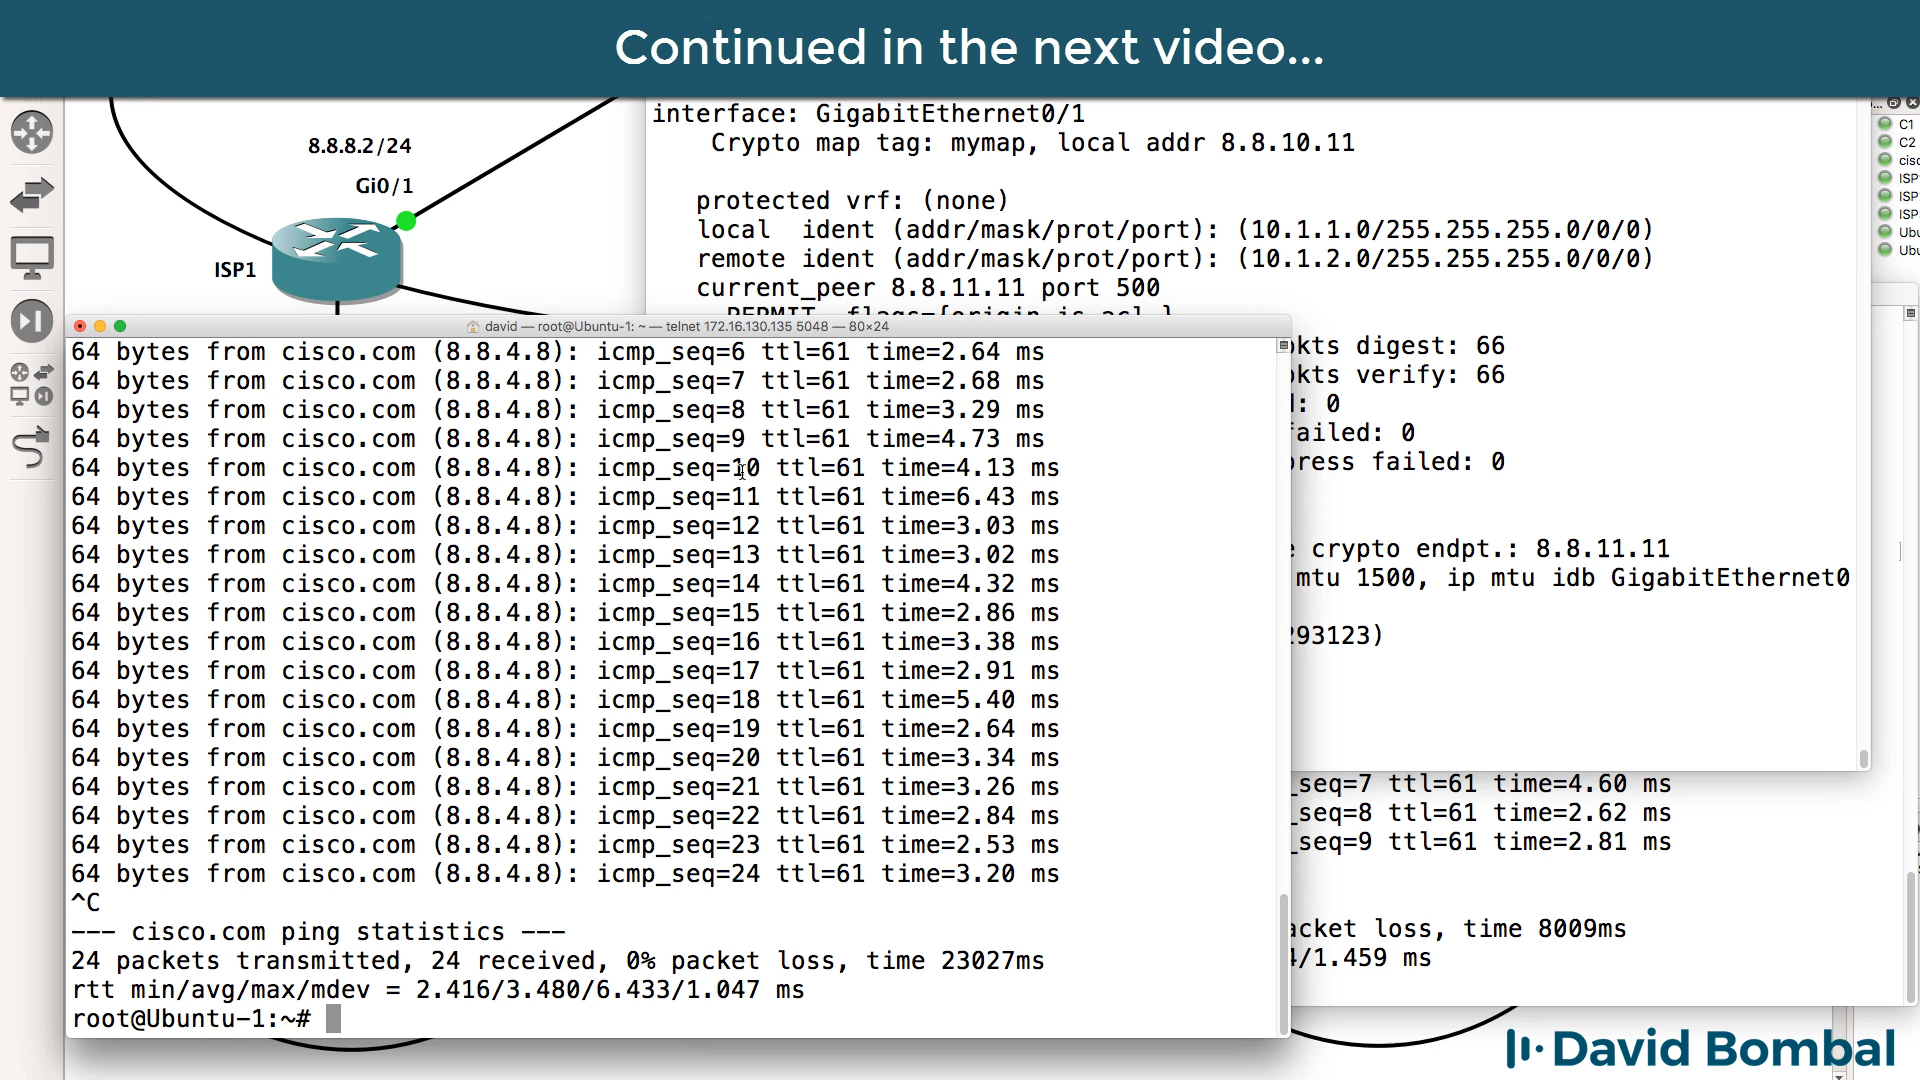 Continued in the next video...
8.8.8.2/24
Gi0/1
ISP1
interface: GigabitEthernet0/1
Crypto map tag: mymap, local addr 8.8.10.11
protected vrf: (none)
local  ident (addr/mask/prot/port): (10.1.1.0/255.255.255.0/0/0)
remote ident (addr/mask/prot/port): (10.1.2.0/255.255.255.0/0/0)
current_peer 8.8.11.11 port 500
PERMIT, flags={origin_is_acl,}
pkts digest: 66
pkts verify: 66
: 0
failed: 0
press failed: 0
crypto endpt.: 8.8.11.11
mtu 1500, ip mtu idb GigabitEthernet0
293123)
C1
C2
cisc
ISP
ISP
ISP
Ubu
Ubu
david — root@Ubuntu-1: ~ — telnet 172.16.130.135 5048 — 80×24
64 bytes from cisco.com (8.8.4.8): icmp_seq=6 ttl=61 time=2.64 ms
64 bytes from cisco.com (8.8.4.8): icmp_seq=7 ttl=61 time=2.68 ms
64 bytes from cisco.com (8.8.4.8): icmp_seq=8 ttl=61 time=3.29 ms
64 bytes from cisco.com (8.8.4.8): icmp_seq=9 ttl=61 time=4.73 ms
64 bytes from cisco.com (8.8.4.8): icmp_seq=10 ttl=61 time=4.13 ms
64 bytes from cisco.com (8.8.4.8): icmp_seq=11 ttl=61 time=6.43 ms
64 bytes from cisco.com (8.8.4.8): icmp_seq=12 ttl=61 time=3.03 ms
64 bytes from cisco.com (8.8.4.8): icmp_seq=13 ttl=61 time=3.02 ms
64 bytes from cisco.com (8.8.4.8): icmp_seq=14 ttl=61 time=4.32 ms
64 bytes from cisco.com (8.8.4.8): icmp_seq=15 ttl=61 time=2.86 ms
64 bytes from cisco.com (8.8.4.8): icmp_seq=16 ttl=61 time=3.38 ms
64 bytes from cisco.com (8.8.4.8): icmp_seq=17 ttl=61 time=2.91 ms
64 bytes from cisco.com (8.8.4.8): icmp_seq=18 ttl=61 time=5.40 ms
64 bytes from cisco.com (8.8.4.8): icmp_seq=19 ttl=61 time=2.64 ms
64 bytes from cisco.com (8.8.4.8): icmp_seq=20 ttl=61 time=3.34 ms
64 bytes from cisco.com (8.8.4.8): icmp_seq=21 ttl=61 time=3.26 ms
64 bytes from cisco.com (8.8.4.8): icmp_seq=22 ttl=61 time=2.84 ms
64 bytes from cisco.com (8.8.4.8): icmp_seq=23 ttl=61 time=2.53 ms
64 bytes from cisco.com (8.8.4.8): icmp_seq=24 ttl=61 time=3.20 ms
^C
--- cisco.com ping statistics ---
24 packets transmitted, 24 received, 0% packet loss, time 23027ms
rtt min/avg/max/mdev = 2.416/3.480/6.433/1.047 ms
root@Ubuntu-1:~#
_seq=7 ttl=61 time=4.60 ms
_seq=8 ttl=61 time=2.62 ms
_seq=9 ttl=61 time=2.81 ms
acket loss, time 8009ms
4/1.459 ms
David Bombal